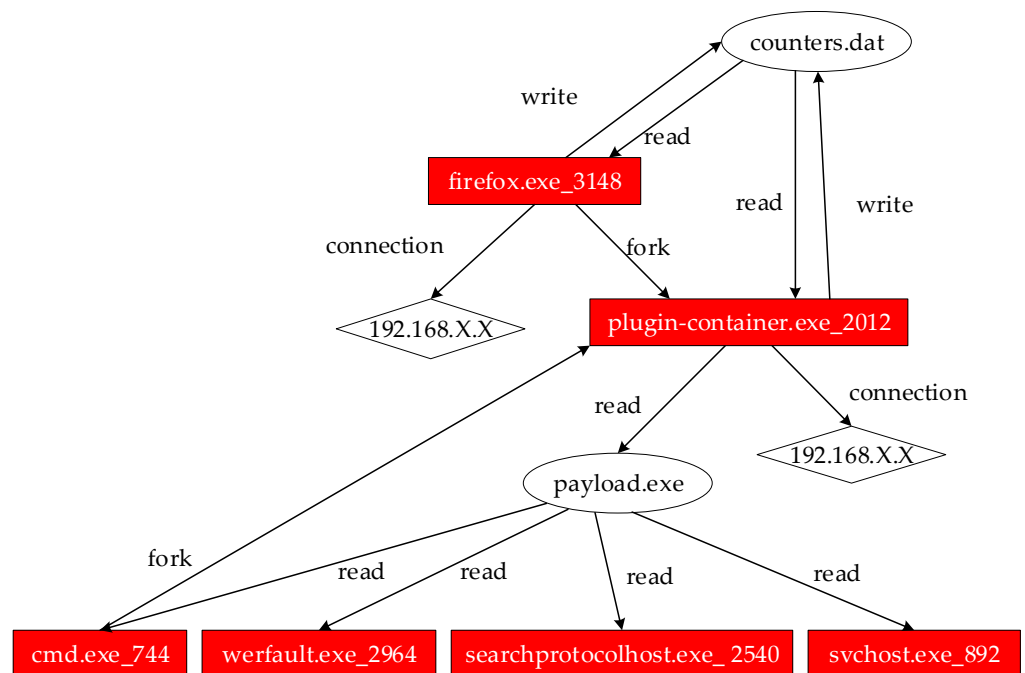 counters.dat
write
read
firefox.exe_3148
read
write
connection
fork
192.168.X.X
plugin-container.exe_2012
read
connection
192.168.X.X
payload.exe
fork
read
read
read
read
cmd.exe_744
werfault.exe_2964
searchprotocolhost.exe_ 2540
svchost.exe_892